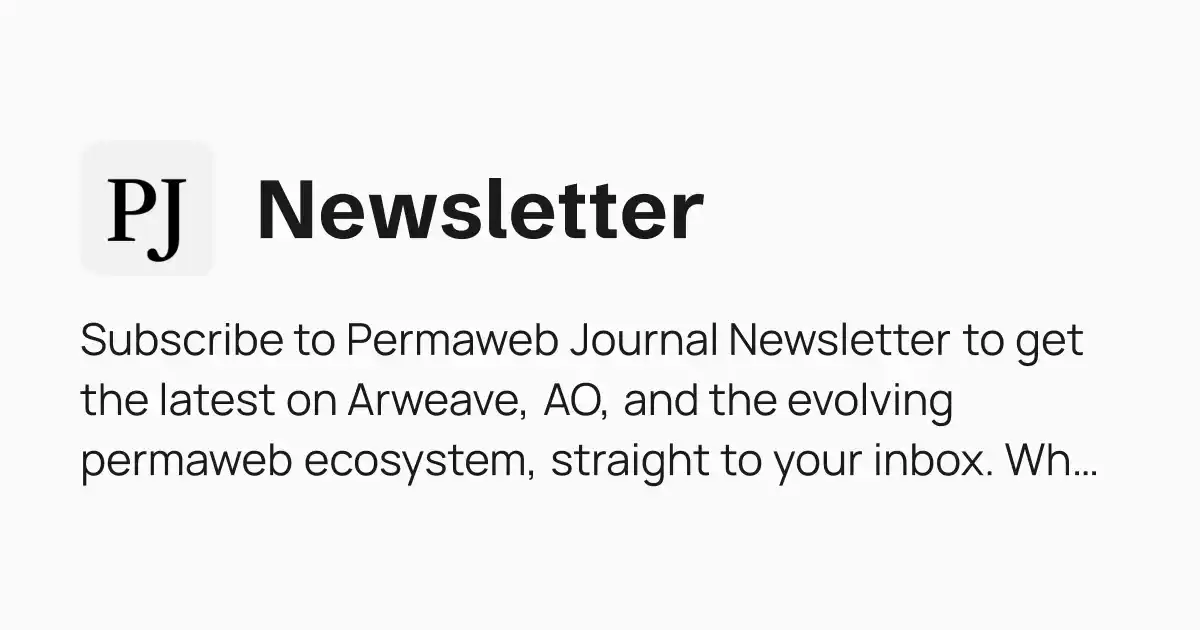 PJ
Newsletter
Subscribe to Permaweb Journal Newsletter to get
the latest on Arweave, AO, and the evolving
permaweb ecosystem, straight to your inbox. Wh...